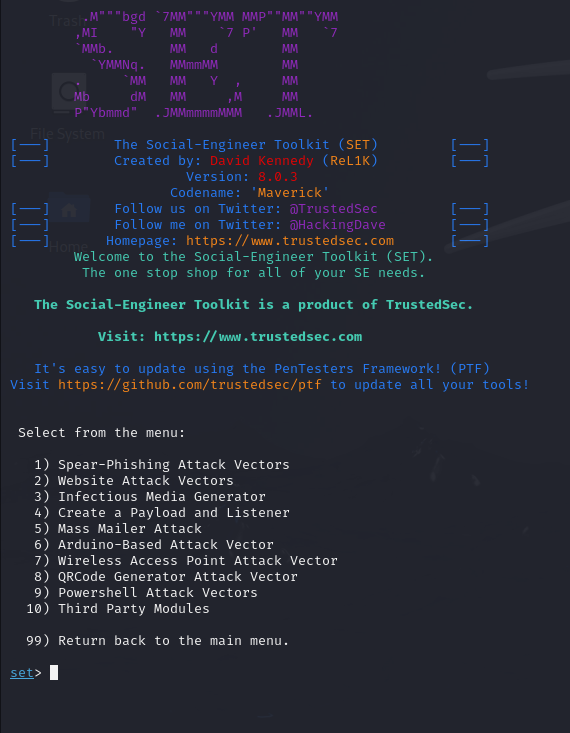 Trash
 .M"""bgd `7MM"""YMM MMP""MM""YMM
,MI    "Y   MM    `7 P'   MM   `7
`MMb.       MM   d        MM
  `YMMNq.   MMmmMM        MM
.     `MM   MM   Y  ,     MM
Mb     dM   MM     ,M     MM
P"Ybmmd"  .JMMmmmmMMM   .JMML.
File System
[---]        The Social-Engineer Toolkit (SET)         [---]
[---]        Created by: David Kennedy (ReL1K)         [---]
Version: 8.0.3
Codename: 'Maverick'
[---]        Follow us on Twitter: @TrustedSec         [---]
[---]        Follow me on Twitter: @HackingDave        [---]
[---]       Homepage: https://www.trustedsec.com       [---]
Home
Welcome to the Social-Engineer Toolkit (SET).
The one stop shop for all of your SE needs.
The Social-Engineer Toolkit is a product of TrustedSec.
Visit: https://www.trustedsec.com
It's easy to update using the PenTesters Framework! (PTF)
Visit https://github.com/trustedsec/ptf to update all your tools!
Select from the menu:
1) Spear-Phishing Attack Vectors
2) Website Attack Vectors
3) Infectious Media Generator
4) Create a Payload and Listener
5) Mass Mailer Attack
6) Arduino-Based Attack Vector
7) Wireless Access Point Attack Vector
8) QRCode Generator Attack Vector
9) Powershell Attack Vectors
10) Third Party Modules
99) Return back to the main menu.
set>